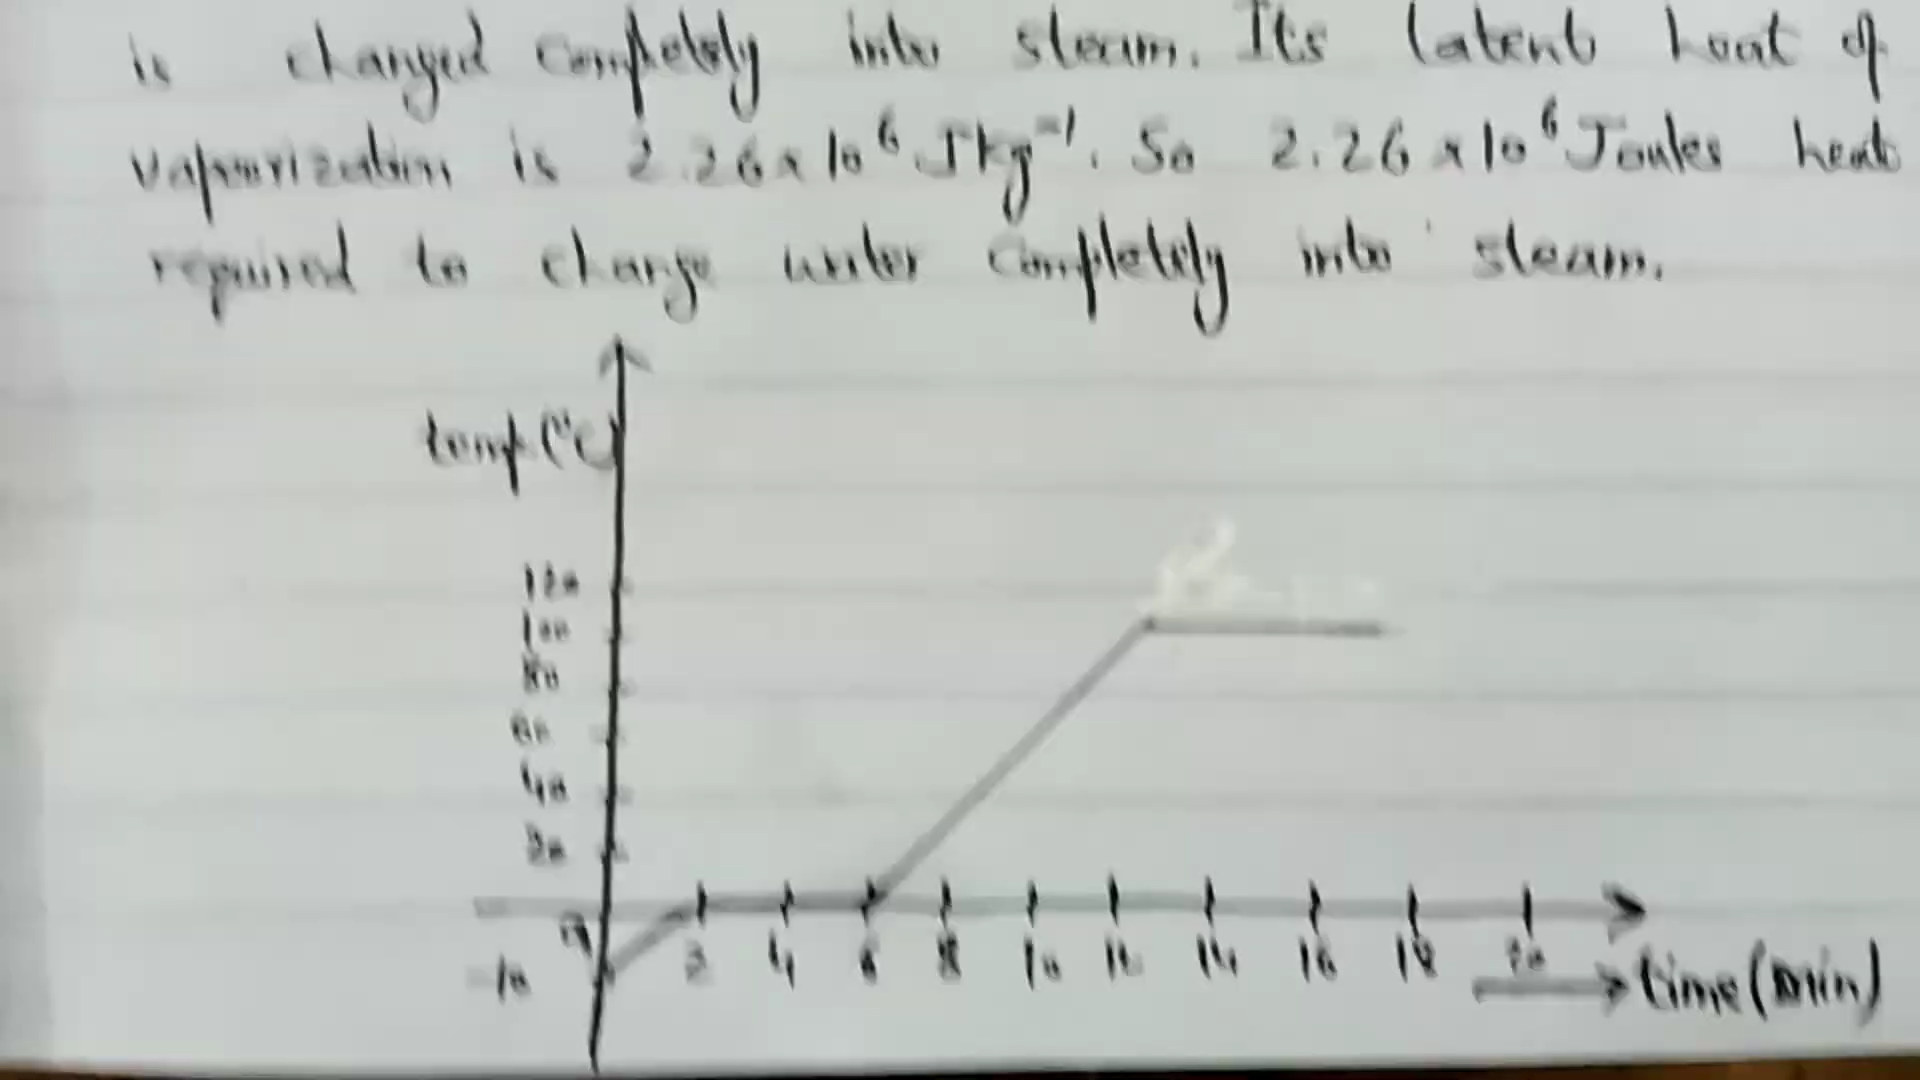 is changed completely into steam. Its latent heat of
vaporization is 2.26 x 10⁶ Jkg⁻¹. So 2.26 x 10⁶ Joules heat
required to change water completely into steam.
temp(°C)
120
100
80
60
40
20
-10
2 4 6 8 10 12 14 16 18 20
time (min)